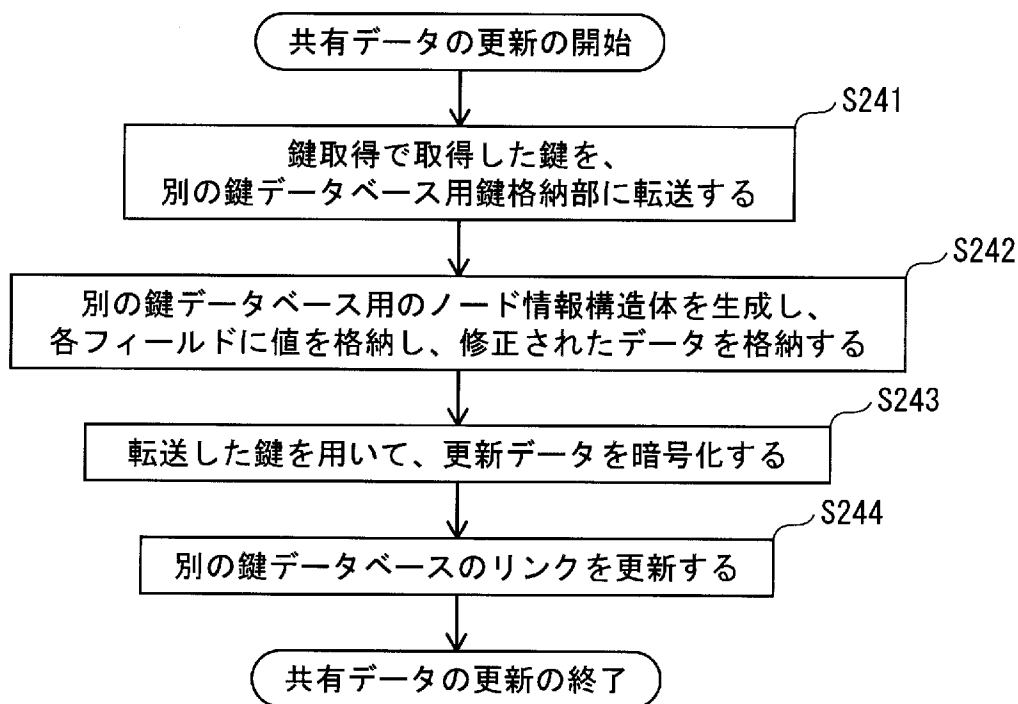 共有データの更新の開始
S241
鍵取得で取得した鍵を、
別の鍵データベース用鍵格納部に転送する
S242
別の鍵データベース用のノード情報構造体を生成し、
各フィールドに値を格納し、修正されたデータを格納する
S243
転送した鍵を用いて、更新データを暗号化する
S244
別の鍵データベースのリンクを更新する
共有データの更新の終了